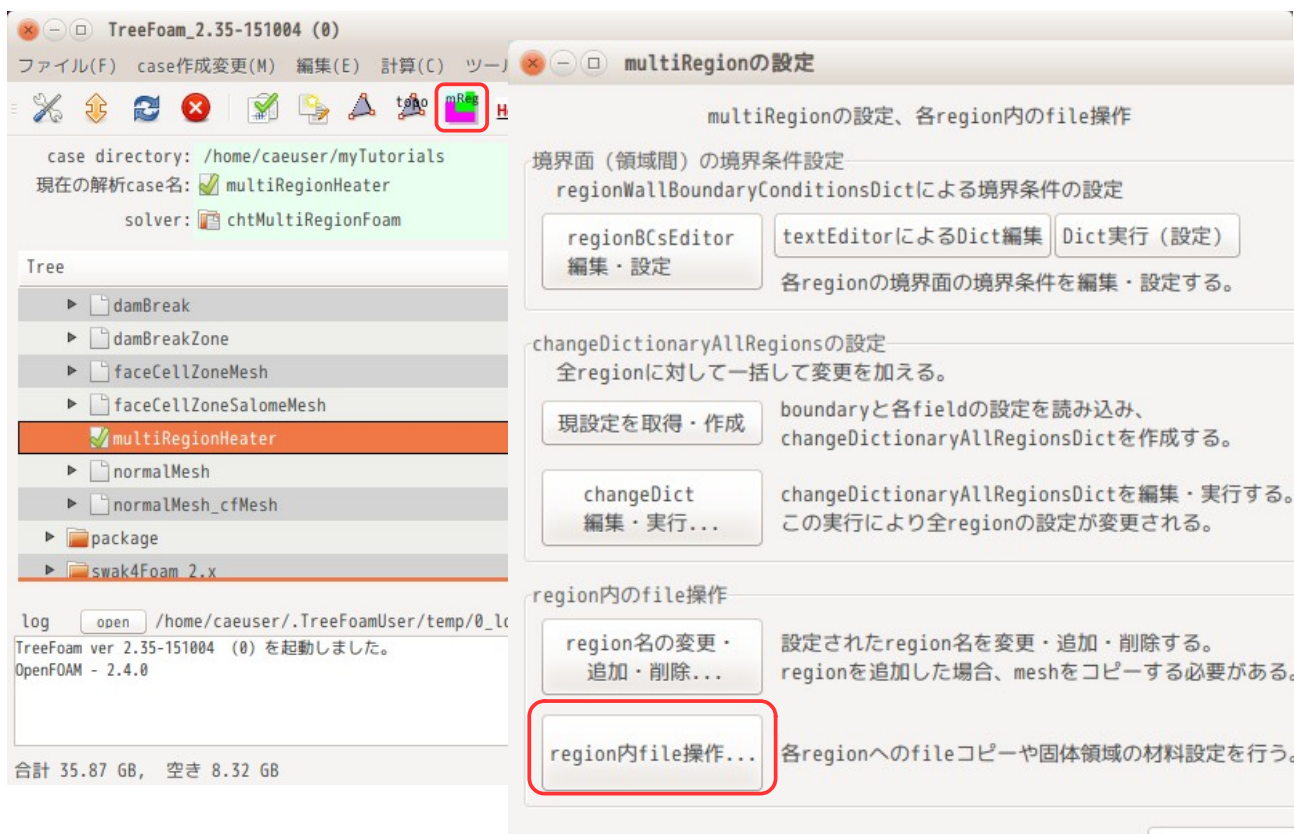 TreeFoam_2.35-151004 (0)
ファイル(F) case作成変更(M) 編集(E) 計算(C) ツー
topo mReg
case directory: /home/caeuser/myTutorials
現在の解析case名: multiRegionHeater
solver: chtMultiRegionFoam
Tree
damBreak
damBreakZone
faceCellZoneMesh
faceCellZoneSalomeMesh
multiRegionHeater
normalMesh
normalMesh_cfMesh
package
swak4Foam_2.x
log open /home/caeuser/.TreeFoamUser/temp/0_lo
TreeFoam ver 2.35-151004 (0) を起動しました。
OpenFOAM - 2.4.0
合計 35.87 GB, 空き 8.32 GB
multiRegionの設定
multiRegionの設定、各region内のfile操作
境界面（領域間）の境界条件設定
regionWallBoundaryConditionsDictによる境界条件の設定
regionBCsEditor
編集・設定
textEditorによるDict編集 Dict実行（設定）
各regionの境界面の境界条件を編集・設定する。
changeDictionaryAllRegionsの設定
全regionに対して一括して変更を加える。
現設定を取得・作成
boundaryと各fieldの設定を読み込み、
changeDictionaryAllRegionsDictを作成する。
changeDict
編集・実行...
changeDictionaryAllRegionsDictを編集・実行する。
この実行により全regionの設定が変更される。
region内のfile操作
region名の変更・
追加・削除...
設定されたregion名を変更・追加・削除する。
regionを追加した場合、meshをコピーする必要がある。
region内file操作...
各regionへのfileコピーや固体領域の材料設定を行う。